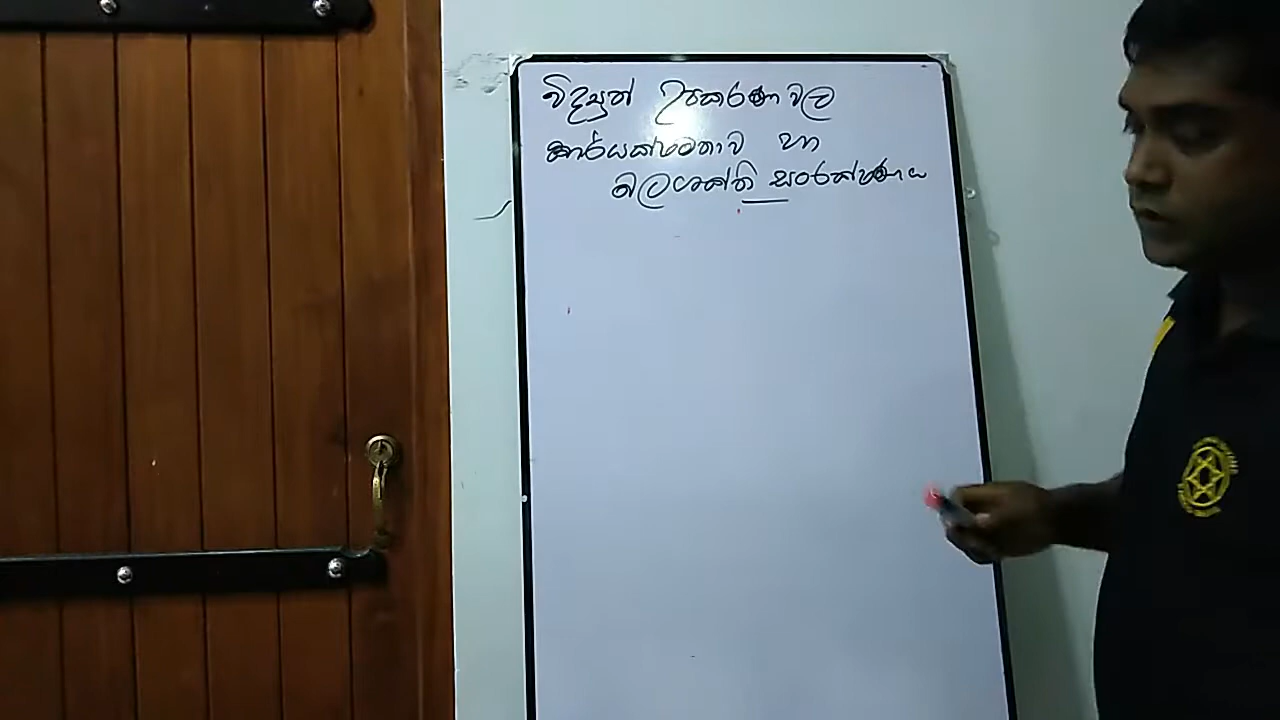 විද්‍යුත් උපකරණ වල
කාර්යක්ෂමතාව හා
බලශක්ති සංරක්ෂණය